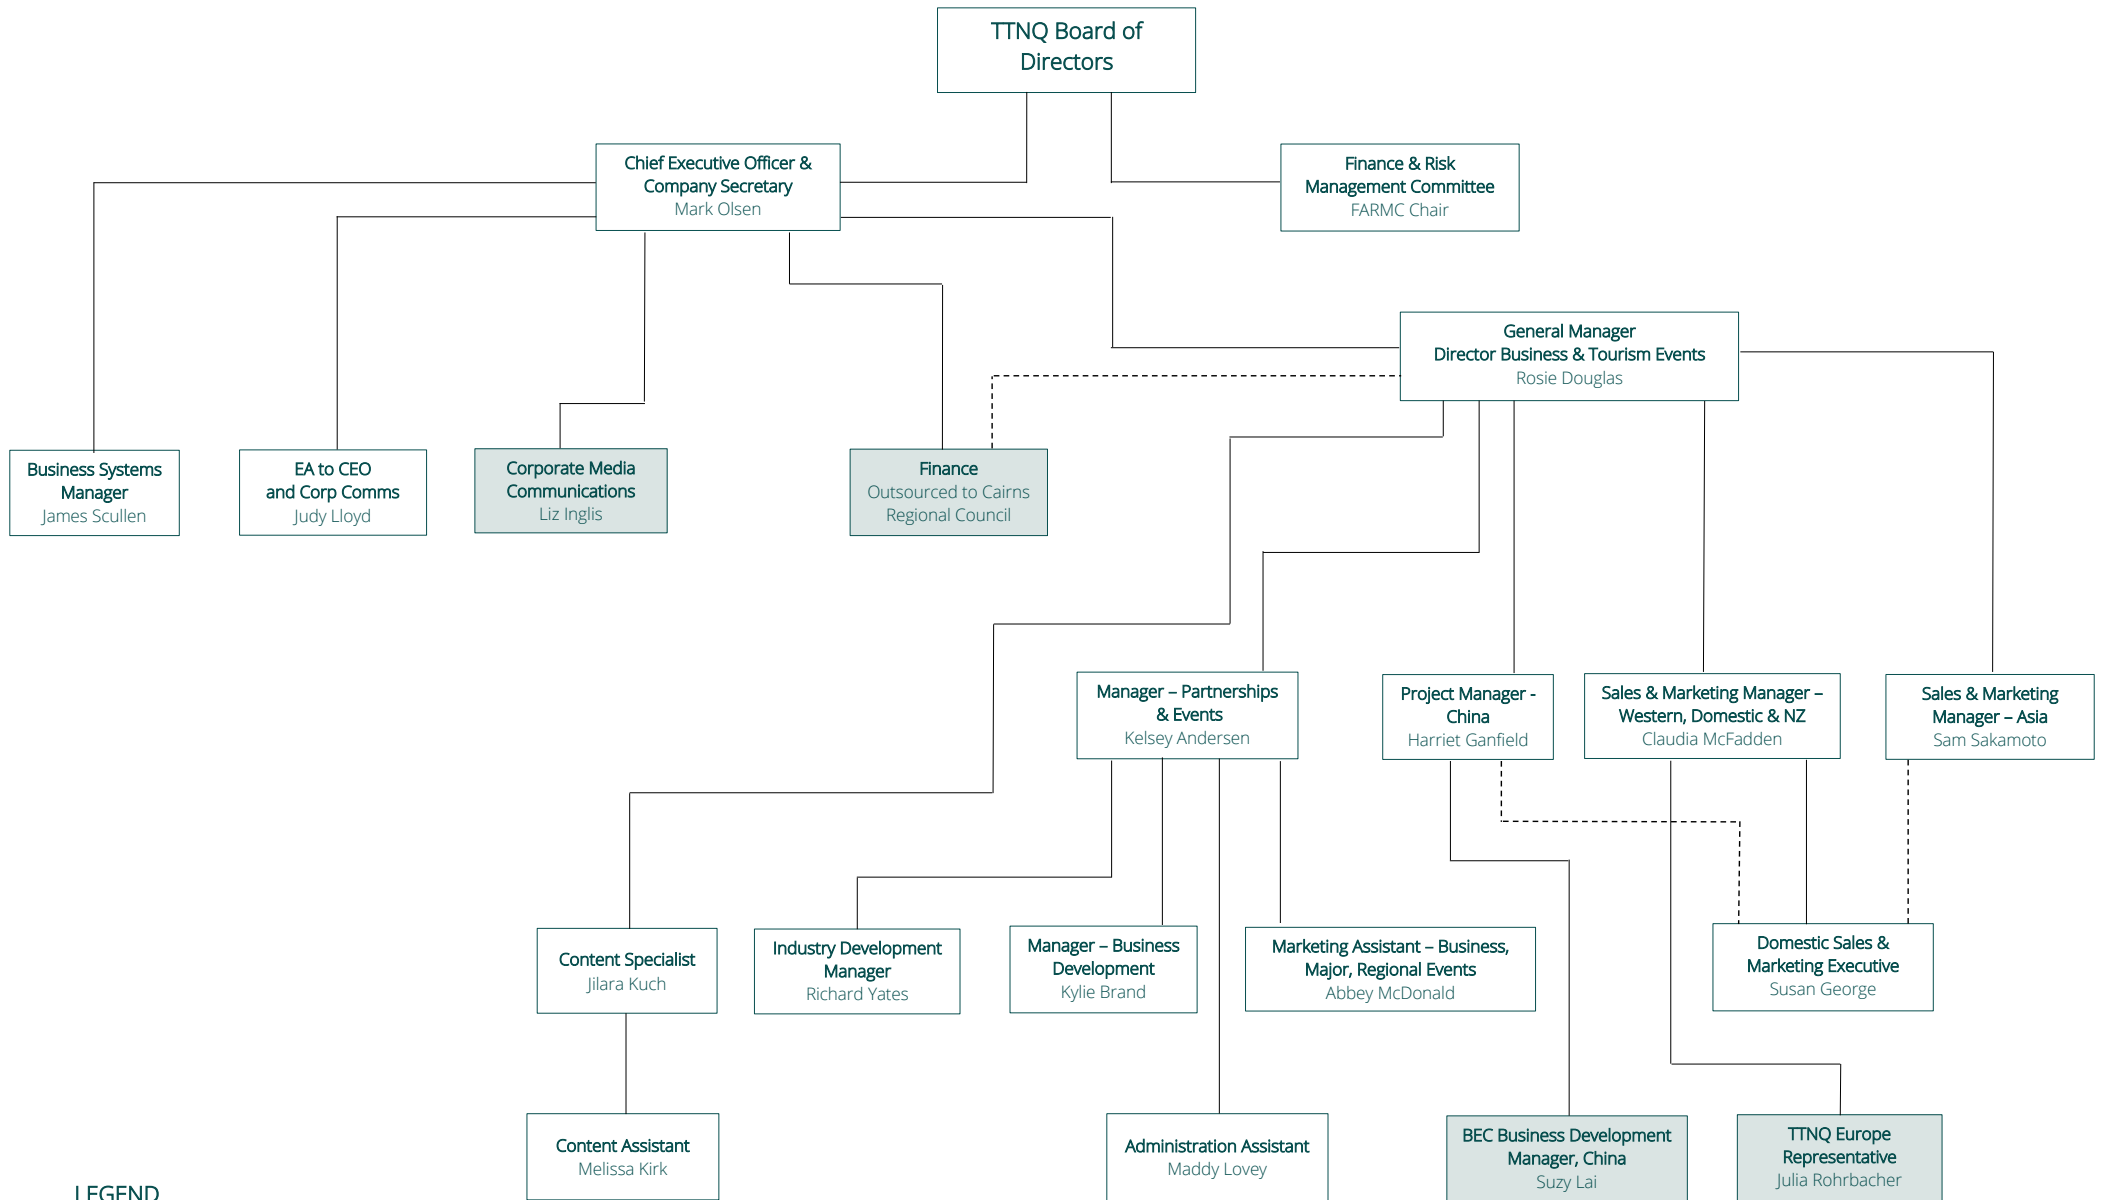 TTNQ Board of
Directors
Chief Executive Officer &
Company Secretary
Mark Olsen
Finance & Risk
Management Committee
FARMC Chair
General Manager
Director Business & Tourism Events
Rosie Douglas
Business Systems
Manager
James Scullen
EA to CEO
and Corp Comms
Judy Lloyd
Corporate Media
Communications
Liz Inglis
Finance
Outsourced to Cairns
Regional Council
Manager – Partnerships
& Events
Kelsey Andersen
Project Manager -
China
Harriet Ganfield
Sales & Marketing Manager –
Western, Domestic & NZ
Claudia McFadden
Sales & Marketing
Manager – Asia
Sam Sakamoto
Content Specialist
Jilara Kuch
Industry Development
Manager
Richard Yates
Manager – Business
Development
Kylie Brand
Marketing Assistant – Business,
Major, Regional Events
Abbey McDonald
Domestic Sales &
Marketing Executive
Susan George
Content Assistant
Melissa Kirk
Administration Assistant
Maddy Lovey
BEC Business Development
Manager, China
Suzy Lai
TTNQ Europe
Representative
Julia Rohrbacher
LEGEND